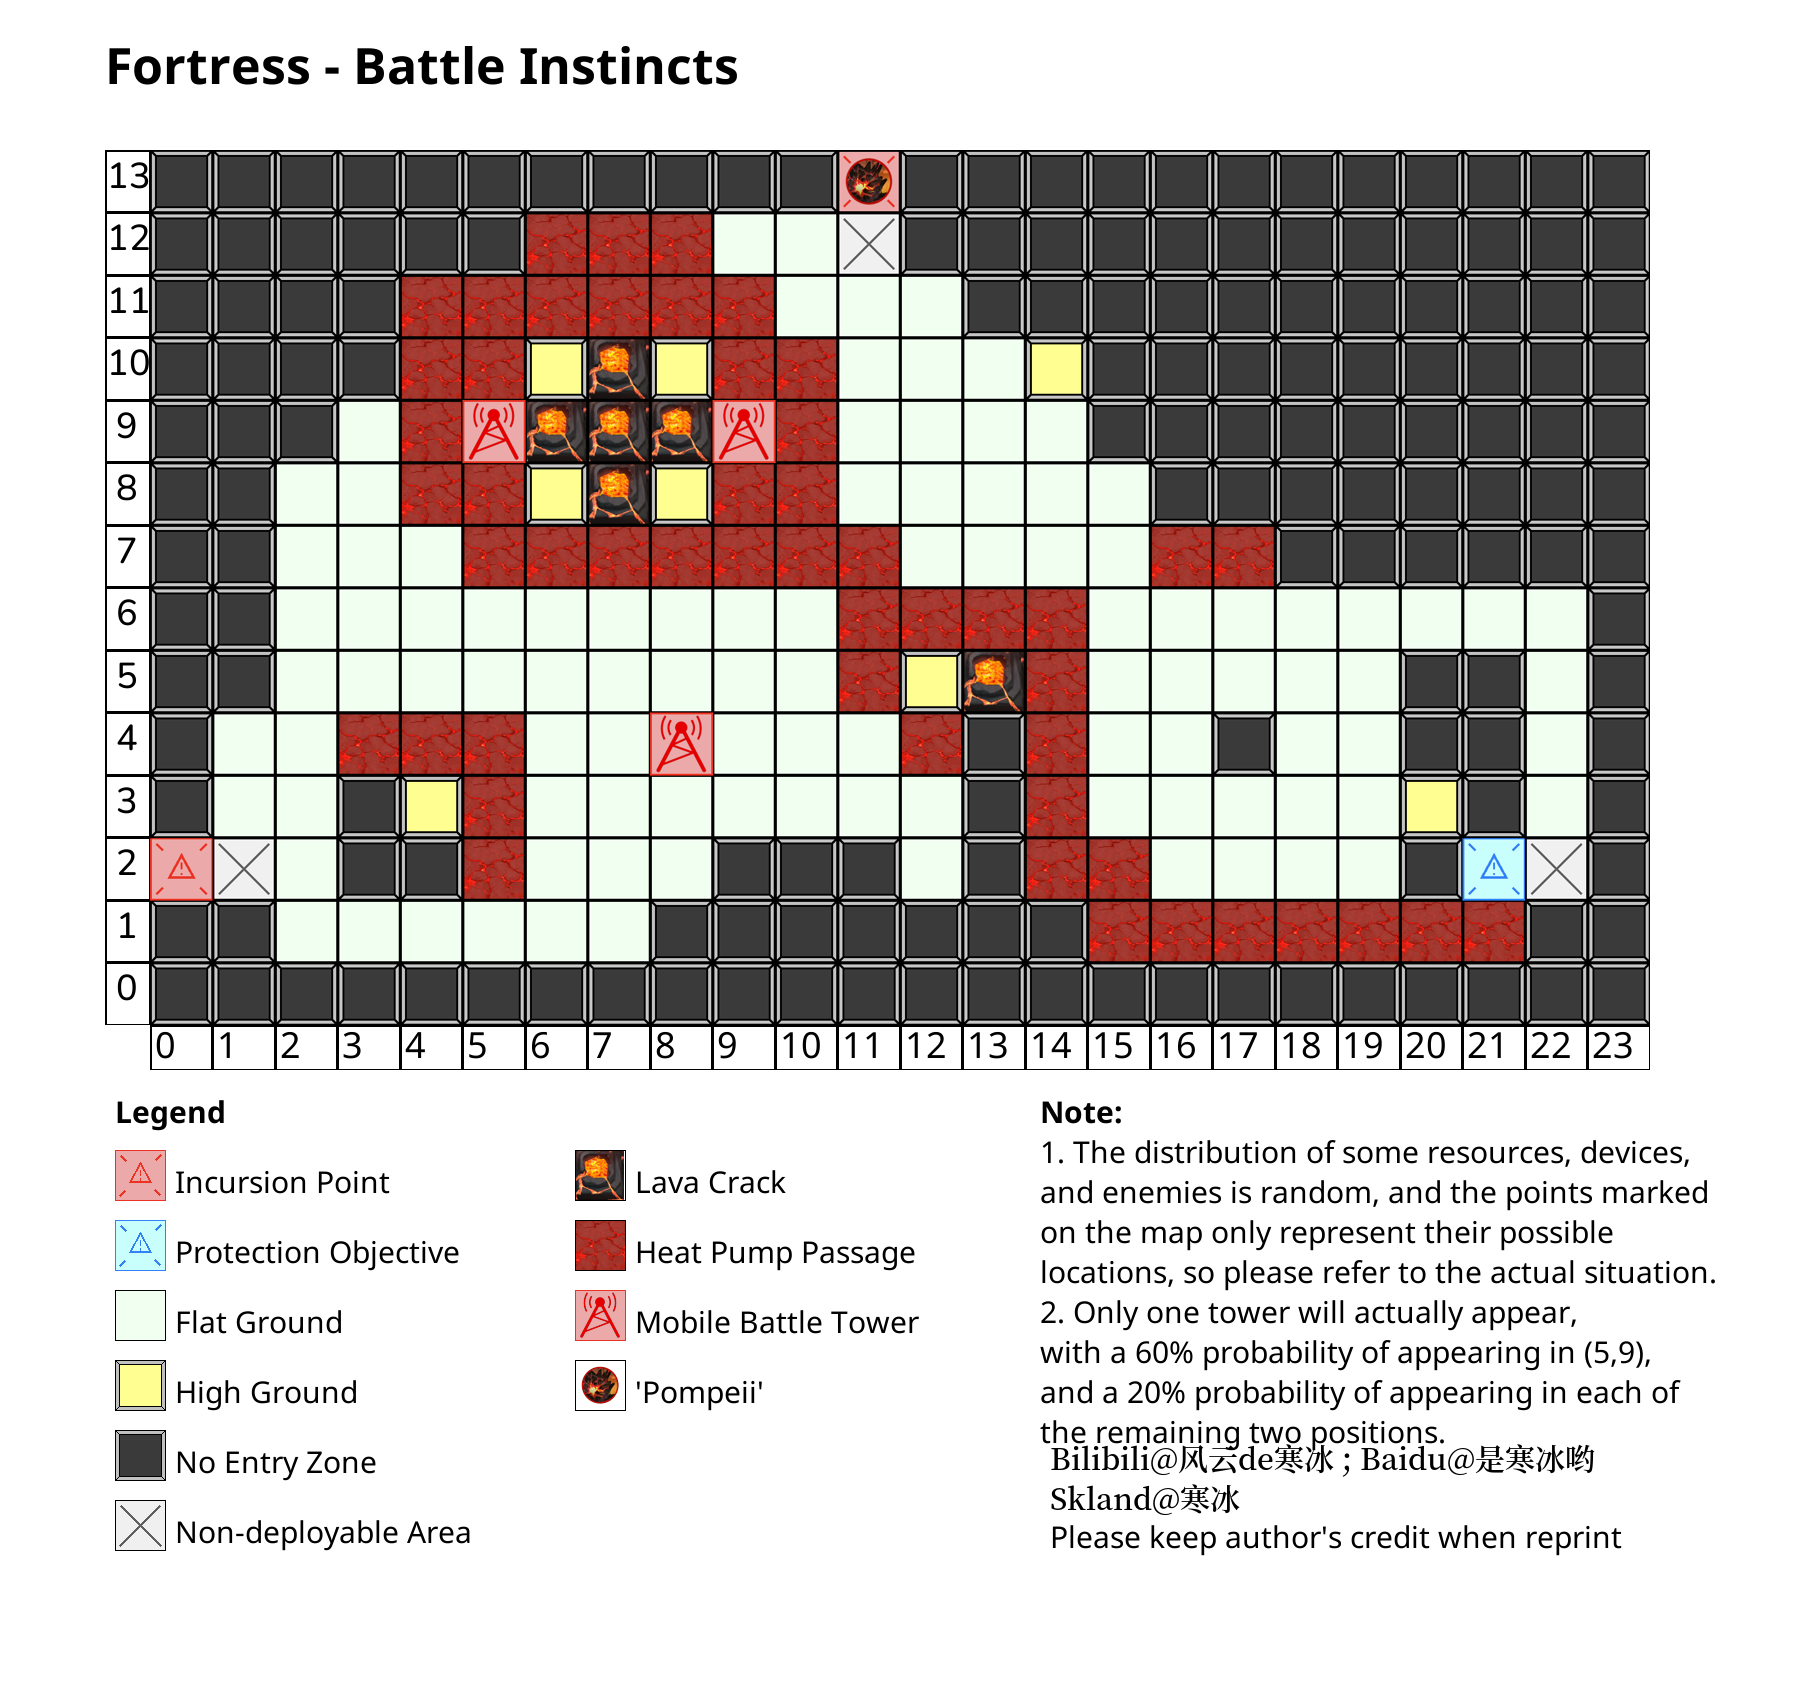 Fortress - Battle Instincts
13
12
11
10
9
8
7
6
5
4
3
2
1
0
0 1 2 3 4 5 6 7 8 9 10 11 12 13 14 15 16 17 18 19 20 21 22 23
Legend
Incursion Point
Protection Objective
Flat Ground
High Ground
No Entry Zone
Non-deployable Area
Lava Crack
Heat Pump Passage
Mobile Battle Tower
'Pompeii'
Note:
1. The distribution of some resources, devices,
and enemies is random, and the points marked
on the map only represent their possible
locations, so please refer to the actual situation.
2. Only one tower will actually appear,
with a 60% probability of appearing in (5,9),
and a 20% probability of appearing in each of
the remaining two positions.
Bilibili@风云de寒冰 ; Baidu@是寒冰哟
Skland@寒冰
Please keep author's credit when reprint